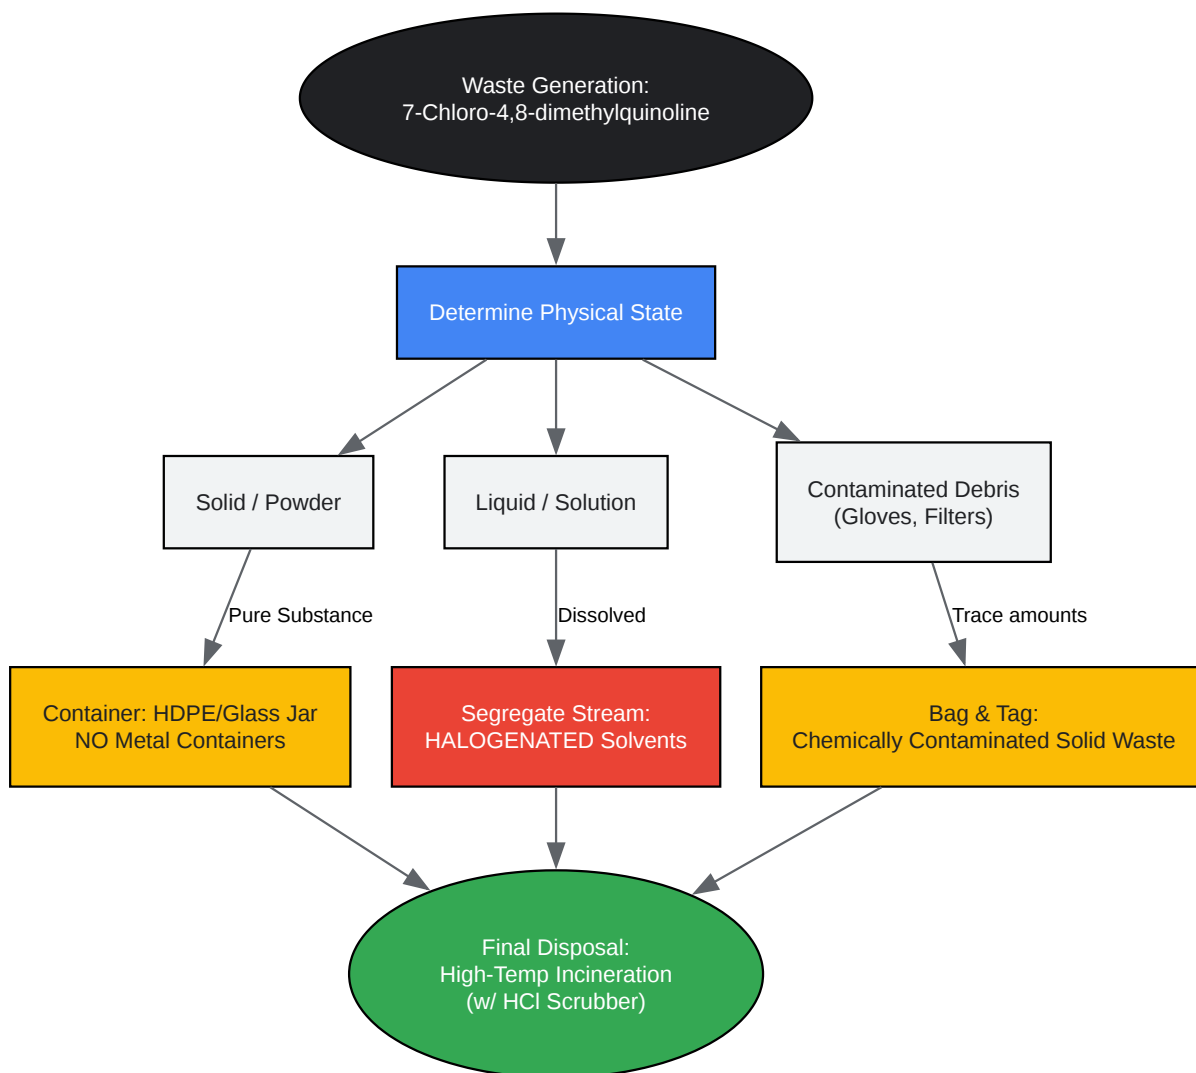 Waste Generation:
7-Chloro-4,8-dimethylquinoline
Determine Physical State
Solid / Powder
Liquid / Solution
Contaminated Debris
(Gloves, Filters)
Pure Substance
Dissolved
Trace amounts
Container: HDPE/Glass Jar
NO Metal Containers
Segregate Stream:
HALOGENATED Solvents
Bag & Tag:
Chemically Contaminated Solid Waste
Final Disposal:
High-Temp Incineration
(w/ HCl Scrubber)